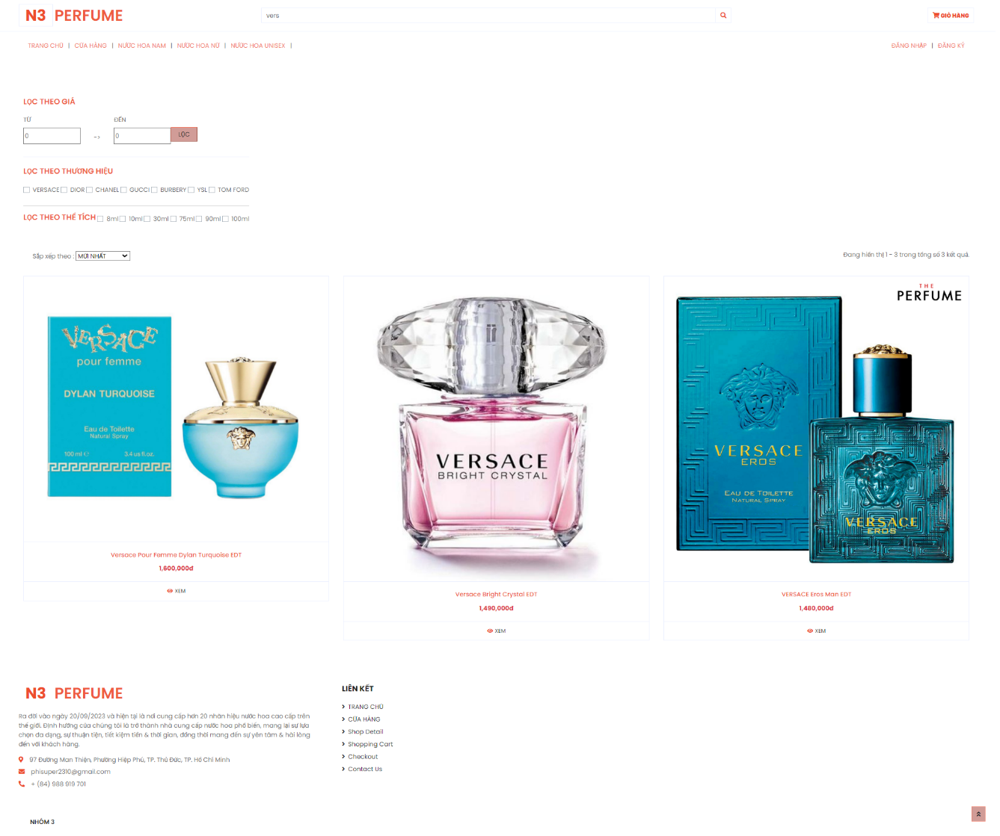 N3 PERFUME
vers
GIỎ HÀNG
TRANG CHỦ | CỬA HÀNG | NƯỚC HOA NAM | NƯỚC HOA NỮ | NƯỚC HOA UNISEX |
ĐĂNG NHẬP | ĐĂNG KÝ
LỌC THEO GIÁ
TỪ
ĐẾN
0
->
0
LỌC
LỌC THEO THƯƠNG HIỆU
VERSACE DIOR CHANEL GUCCI BURBERY YSL TOM FORD
LỌC THEO THỂ TÍCH 8ml 10ml 30ml 75ml 90ml 100ml
Sắp xếp theo : MỚI NHẤT
Đang hiển thị 1 - 3 trong tổng số 3 kết quả.
VERSACE
pour femme
DYLAN TURQUOISE
Eau de Toilette
Natural Spray
100 ml ℮ 3.4 us fl.oz.
VERSACE
BRIGHT CRYSTAL
THE
PERFUME
VERSACE
EROS
EAU DE TOILETTE
NATURAL SPRAY
VERSACE
EROS
Versace Pour Femme Dylan Turquoise EDT
1,600,000đ
XEM
Versace Bright Crystal EDT
1,490,000đ
XEM
VERSACE Eros Man EDT
1,480,000đ
XEM
N3 PERFUME
Ra đời vào ngày 20/09/2023 và hiện tại là nơi cung cấp hơn 20 nhãn hiệu nước hoa cao cấp trên
thế giới. Định hướng của chúng tôi là trở thành nhà cung cấp nước hoa phổ biến, mang lại sự lựa
chọn đa dạng, sự thuận tiện, tiết kiệm tiền & thời gian, đồng thời mang đến sự yên tâm & hài lòng
đến với khách hàng.
97 Đường Man Thiện, Phường Hiệp Phú, TP. Thủ Đức, TP. Hồ Chí Minh
phisuper2310@gmail.com
+ (84) 988 919 701
LIÊN KẾT
TRANG CHỦ
CỬA HÀNG
Shop Detail
Shopping Cart
Checkout
Contact Us
NHÓM 3